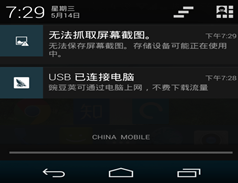 7:29 星期三
5月14日
无法抓取屏幕截图。 下午7:29
无法保存屏幕截图。存储设备可能正在使用
中。
USB 已连接电脑 下午7:28
豌豆荚可通过电脑上网，不费下载流量
CHINA MOBILE